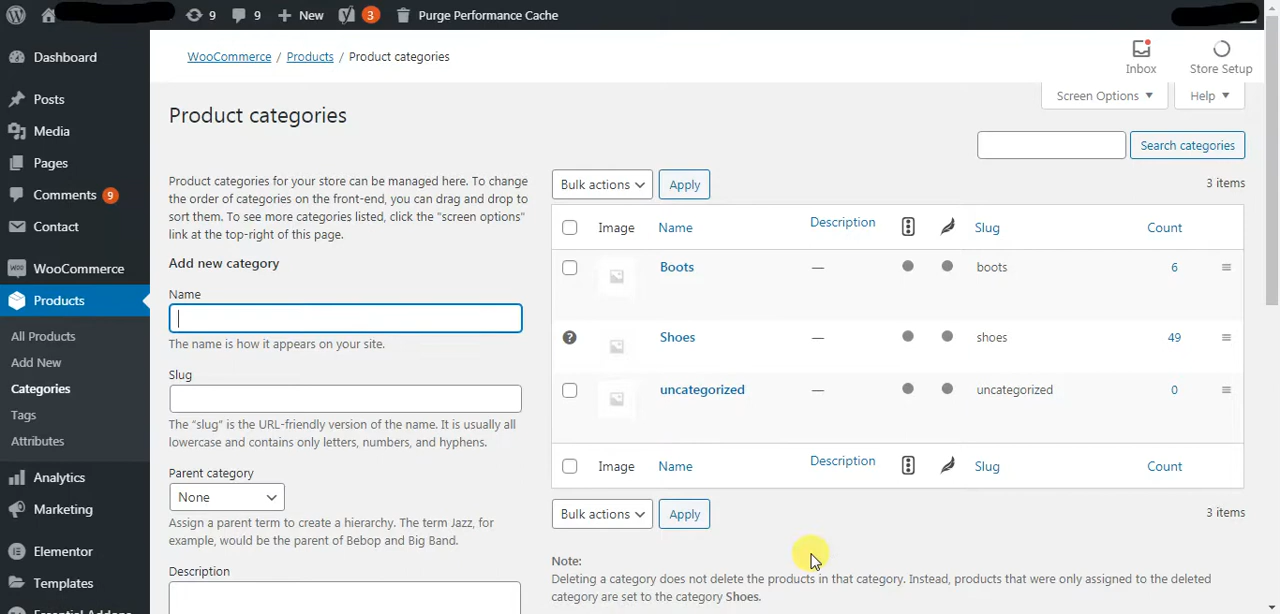 9 9 New 3 Purge Performance Cache
Dashboard
Posts
Media
Pages
Comments 9
Contact
WooCommerce
Products
All Products
Add New
Categories
Tags
Attributes
Analytics
Marketing
Elementor
Templates
WooCommerce / Products / Product categories
Inbox
Store Setup
Screen Options
Help
Product categories
Search categories
Product categories for your store can be managed here. To change
the order of categories on the front-end, you can drag and drop to
sort them. To see more categories listed, click the "screen options"
link at the top-right of this page.
Add new category
Name
The name is how it appears on your site.
Slug
The “slug” is the URL-friendly version of the name. It is usually all
lowercase and contains only letters, numbers, and hyphens.
Parent category
None
Assign a parent term to create a hierarchy. The term Jazz, for
example, would be the parent of Bebop and Big Band.
Description
Bulk actions Apply 3 items
Image Name Description Slug Count
Boots — boots 6
Shoes — shoes 49
uncategorized — uncategorized 0
Image Name Description Slug Count
Bulk actions Apply 3 items
Note:
Deleting a category does not delete the products in that category. Instead, products that were only assigned to the deleted
category are set to the category Shoes.